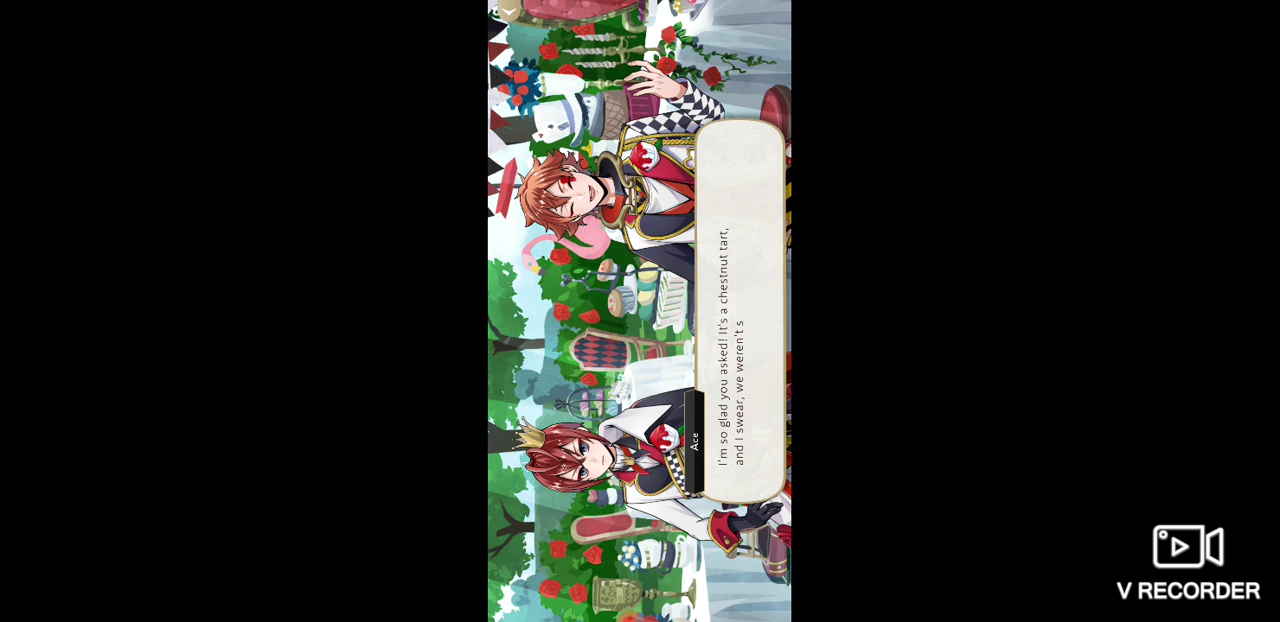 Ace
I'm so glad you asked! It's a chestnut tart,
and I swear, we weren't s
V RECORDER